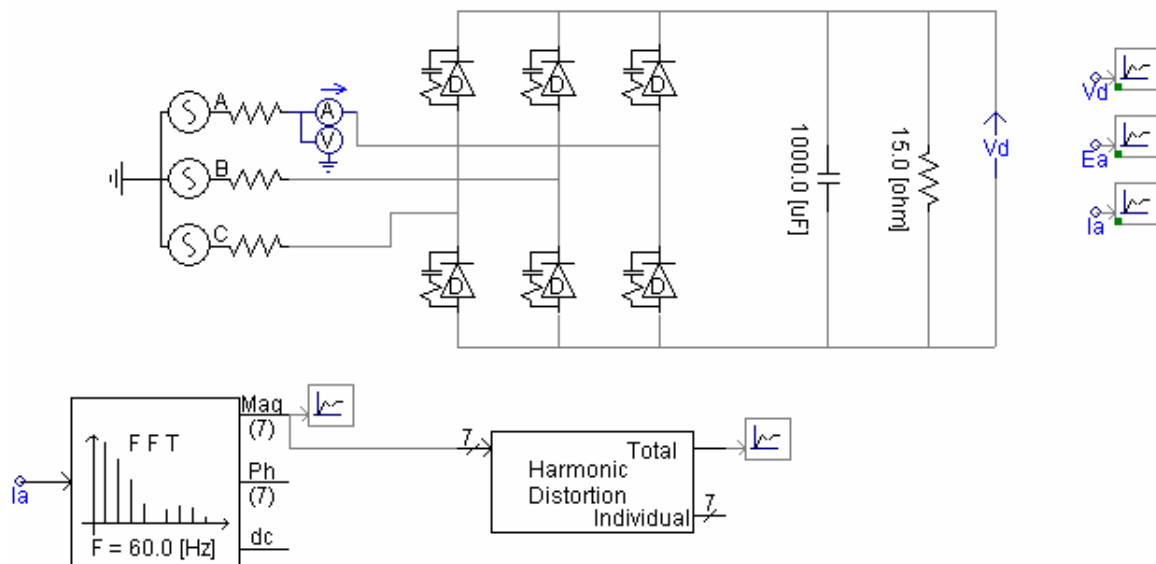 D
D
D
A
A
V
B
C
D
D
D
1000.0 [uF]
15.0 [ohm]
Vd
Vd
Ea
Ia
Ia
F F T
F = 60.0 [Hz]
Mag
(7)
Ph
(7)
dc
7
Total
Harmonic
Distortion
Individual
7